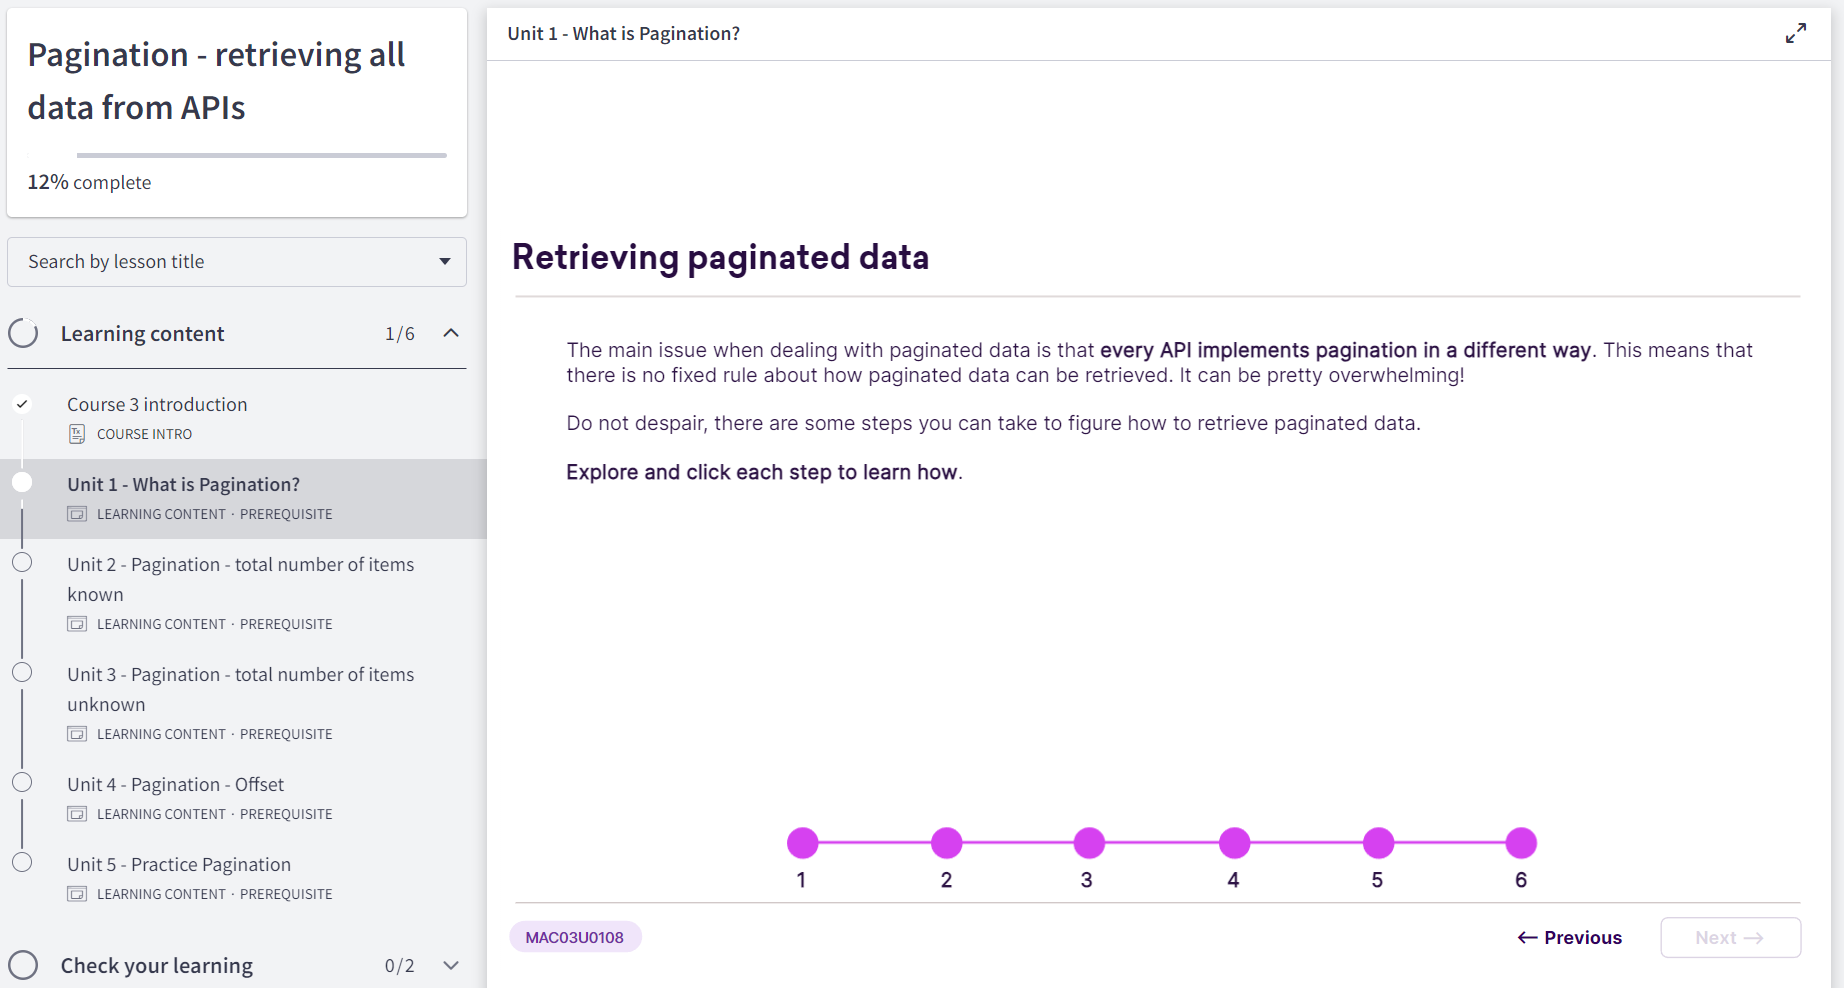 Pagination - retrieving all
data from APIs
12% complete
Search by lesson title
Learning content 1/6
Course 3 introduction
Tx COURSE INTRO
Unit 1 - What is Pagination?
LEARNING CONTENT · PREREQUISITE
Unit 2 - Pagination - total number of items
known
LEARNING CONTENT · PREREQUISITE
Unit 3 - Pagination - total number of items
unknown
LEARNING CONTENT · PREREQUISITE
Unit 4 - Pagination - Offset
LEARNING CONTENT · PREREQUISITE
Unit 5 - Practice Pagination
LEARNING CONTENT · PREREQUISITE
Check your learning 0/2
Unit 1 - What is Pagination?
Retrieving paginated data
The main issue when dealing with paginated data is that every API implements pagination in a different way. This means that
there is no fixed rule about how paginated data can be retrieved. It can be pretty overwhelming!
Do not despair, there are some steps you can take to figure how to retrieve paginated data.
Explore and click each step to learn how.
1 2 3 4 5 6
MAC03U0108
← Previous
Next →